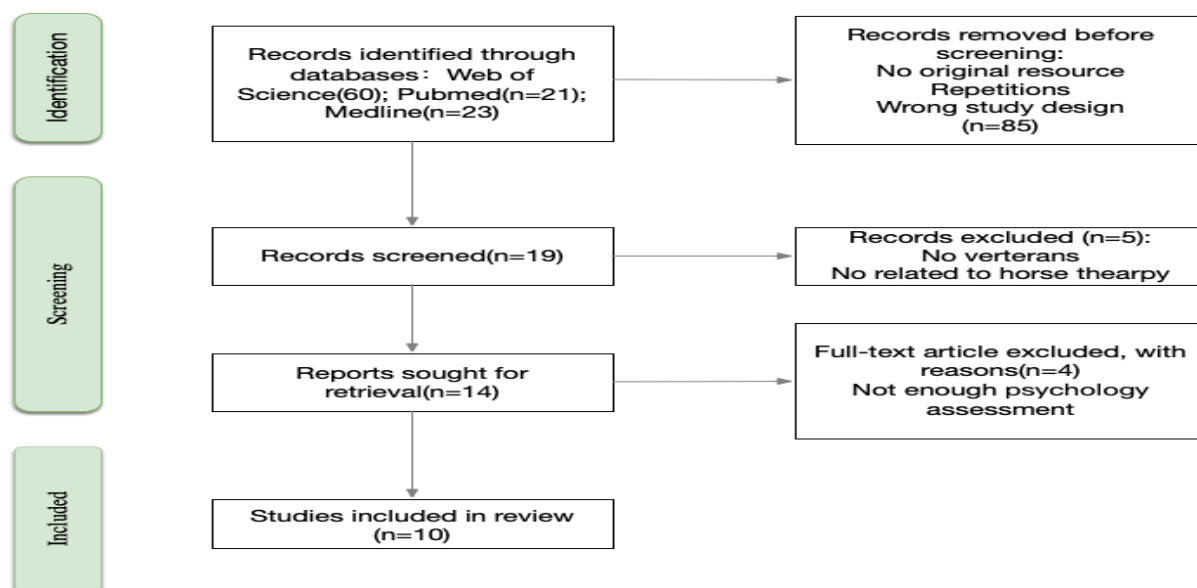 Identification
Records identified through
databases： Web of
Science(60); Pubmed(n=21);
Medline(n=23)
Records removed before
screening:
No original resource
Repetitions
Wrong study design
(n=85)
Screening
Records screened(n=19)
Records excluded (n=5):
No verterans
No related to horse thearpy
Reports sought for
retrieval(n=14)
Full-text article excluded, with
reasons(n=4)
Not enough psychology
assessment
Included
Studies included in review
(n=10)